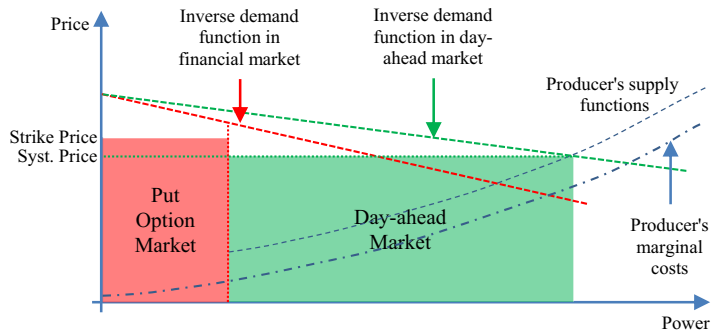 Price
Inverse demand
function in
financial market
Inverse demand
function in day-
ahead market
Producer's supply
functions
Strike Price
Syst. Price
Put
Option
Market
Day-ahead
Market
Producer's
marginal
costs
Power